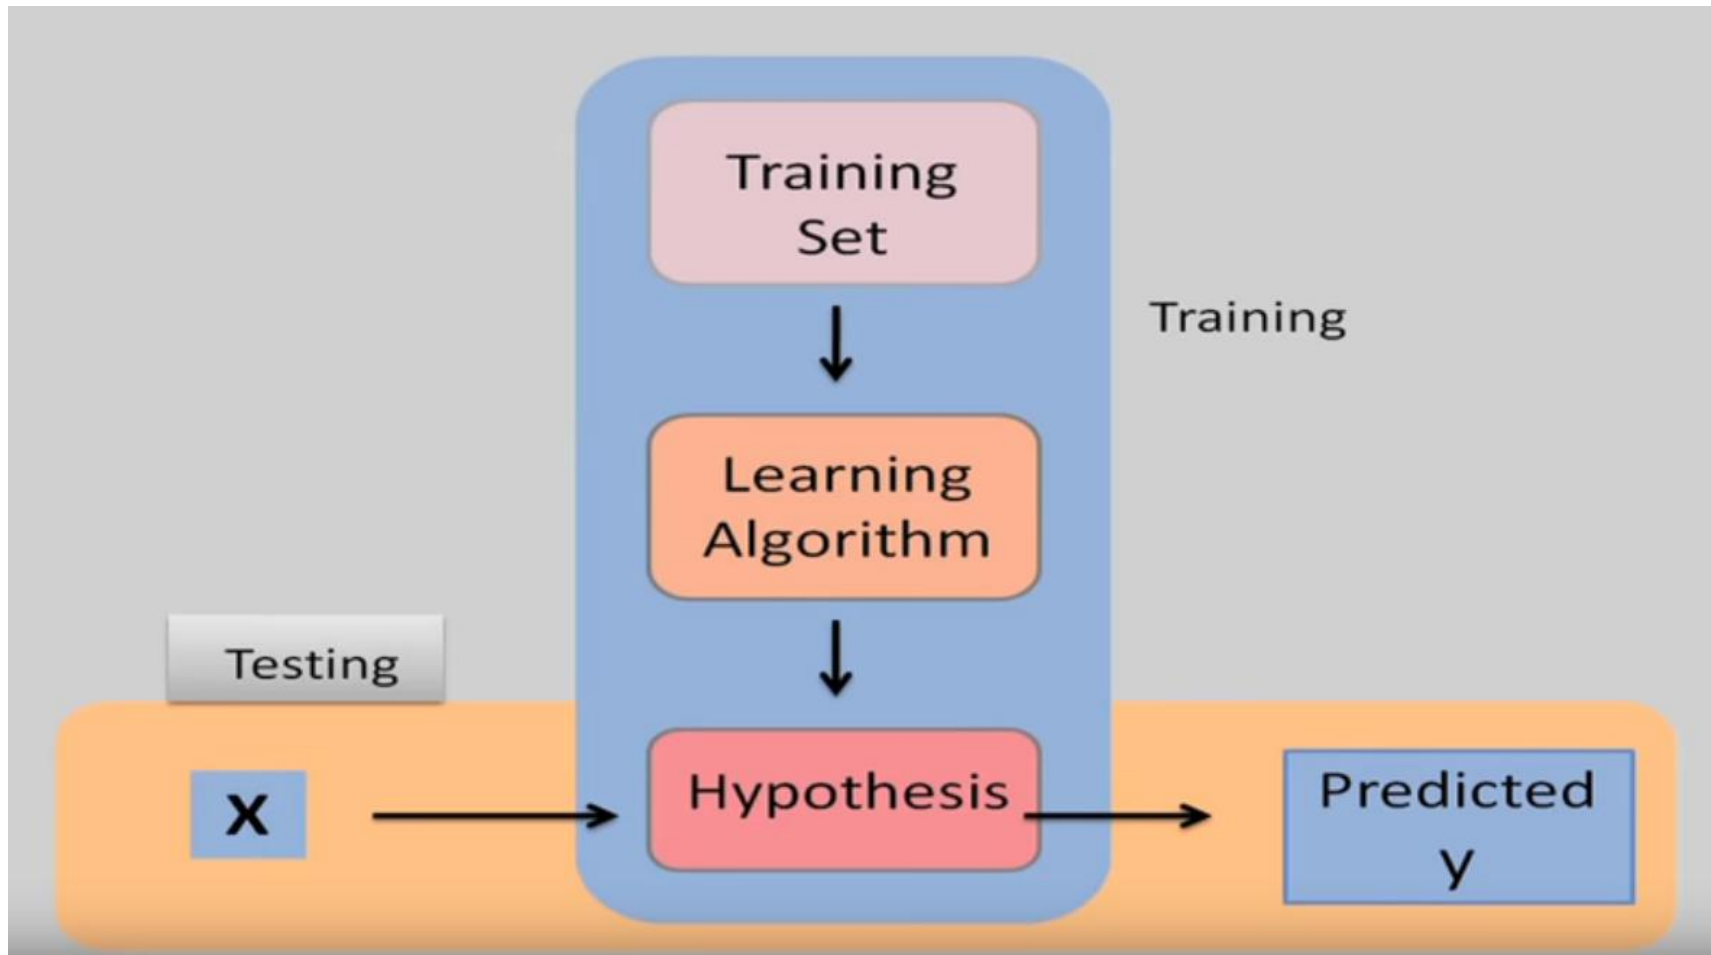 Training
Set
Training
Learning
Algorithm
Testing
X
Hypothesis
Predicted
y